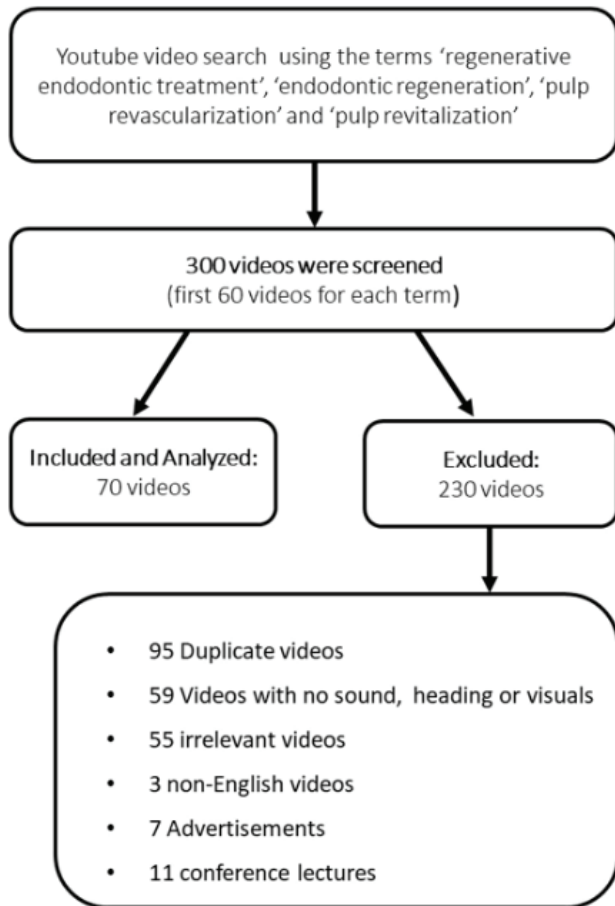 Youtube video search using the terms ‘regenerative
endodontic treatment’, ‘endodontic regeneration’, ‘pulp
revascularization’ and ‘pulp revitalization’
300 videos were screened
(first 60 videos for each term)
Included and Analyzed:
70 videos
Excluded:
230 videos
• 95 Duplicate videos
• 59 Videos with no sound, heading or visuals
• 55 irrelevant videos
• 3 non-English videos
• 7 Advertisements
• 11 conference lectures